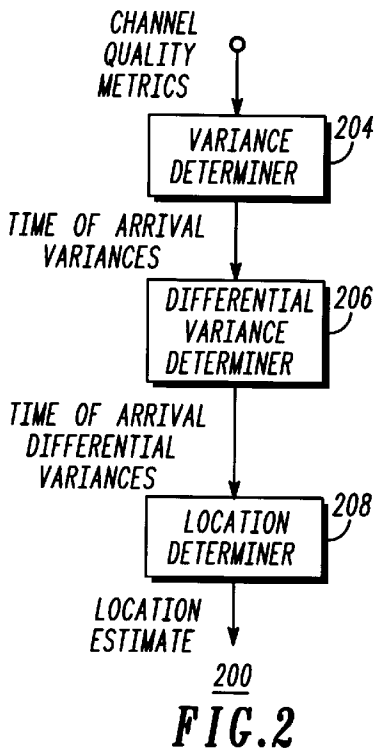 CHANNEL
QUALITY
METRICS
204
VARIANCE
DETERMINER
TIME OF ARRIVAL
VARIANCES
206
DIFFERENTIAL
VARIANCE
DETERMINER
TIME OF ARRIVAL
DIFFERENTIAL
VARIANCES
208
LOCATION
DETERMINER
LOCATION
ESTIMATE
200
FIG.2